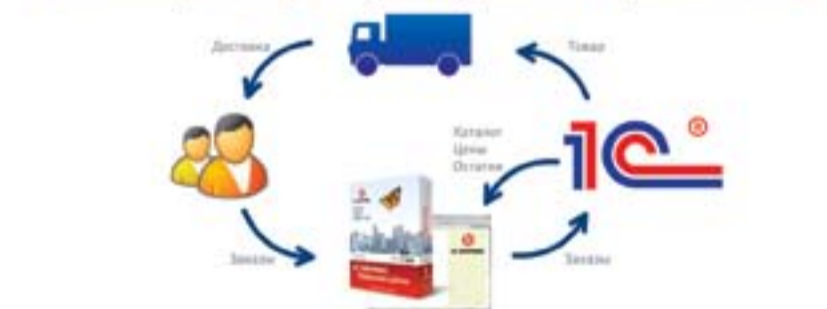 Доставка
Товар
Каталог
Цены
Остатки
1С
®
Заказы
Заказы